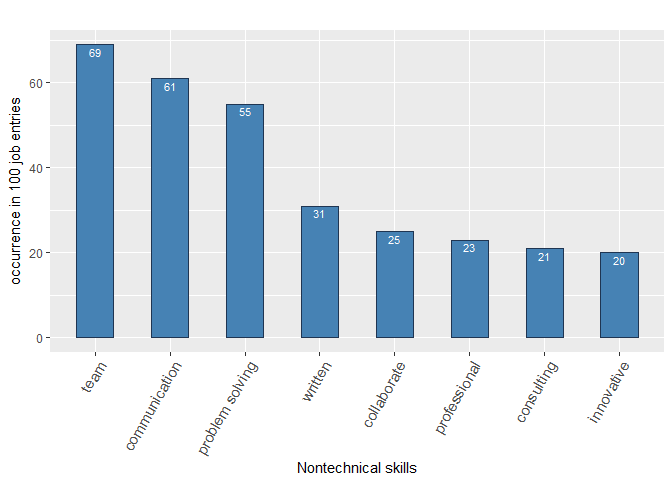 occurrence in 100 job entries
60
40
20
0
69
61
55
31
25
23
21
20
team
communication
problem solving
written
collaborate
professional
consulting
innovative
Nontechnical skills